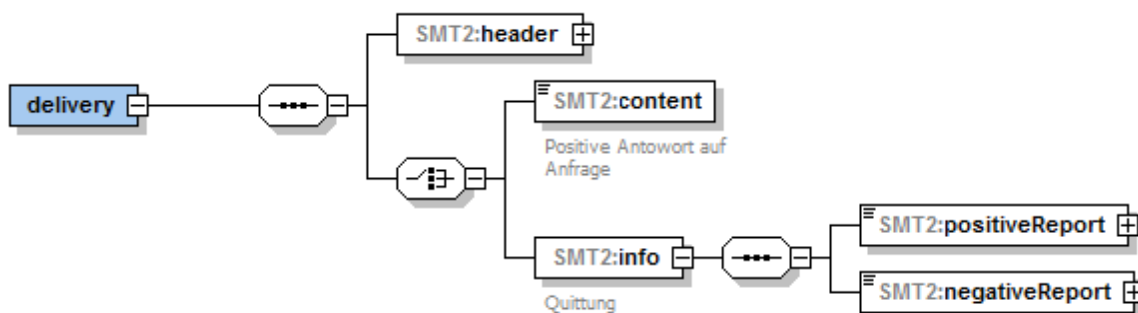 SMT2:header
delivery
SMT2:content
Positive Antowort auf
Anfrage
SMT2:positiveReport
SMT2:info
SMT2:negativeReport
Quittung